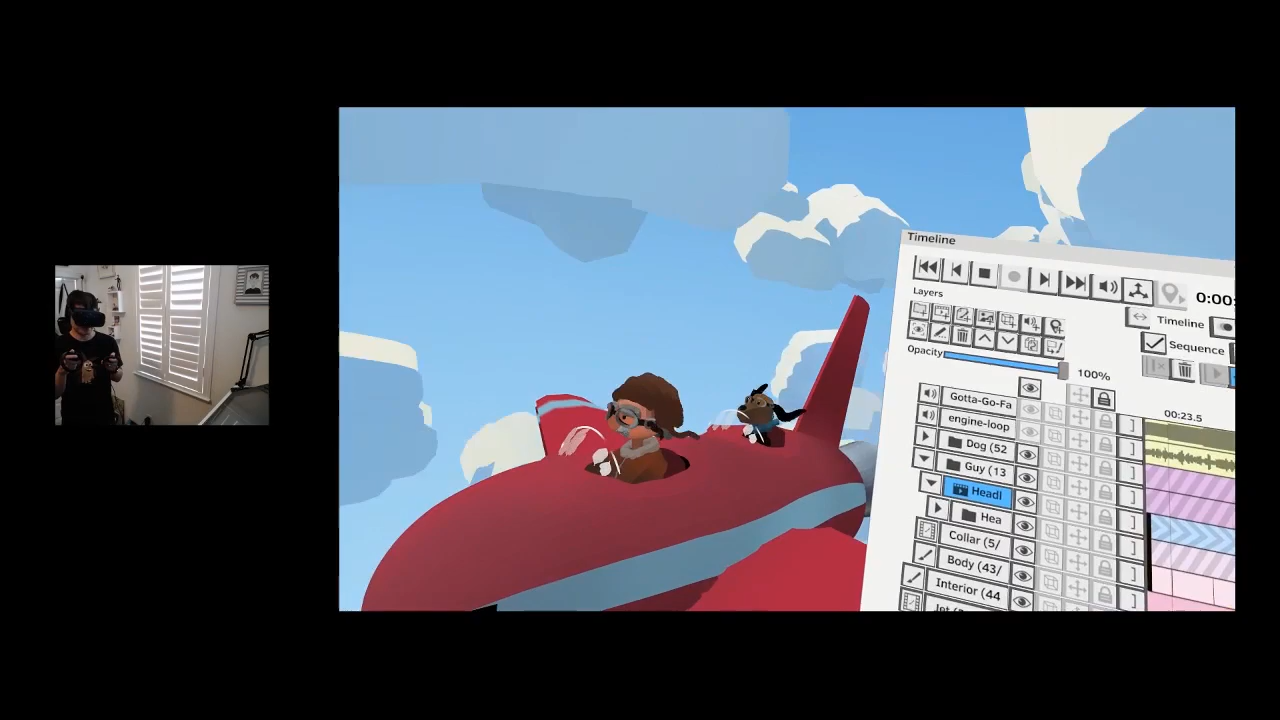 Timeline
0:00:
Layers
Timeline
Sequence
Opacity
100%
00:23.5
Gotta-Go-Fa
engine-loop
Dog (52
Guy (13
Headl
Hea
Collar (5/
Body (43/
Interior (44